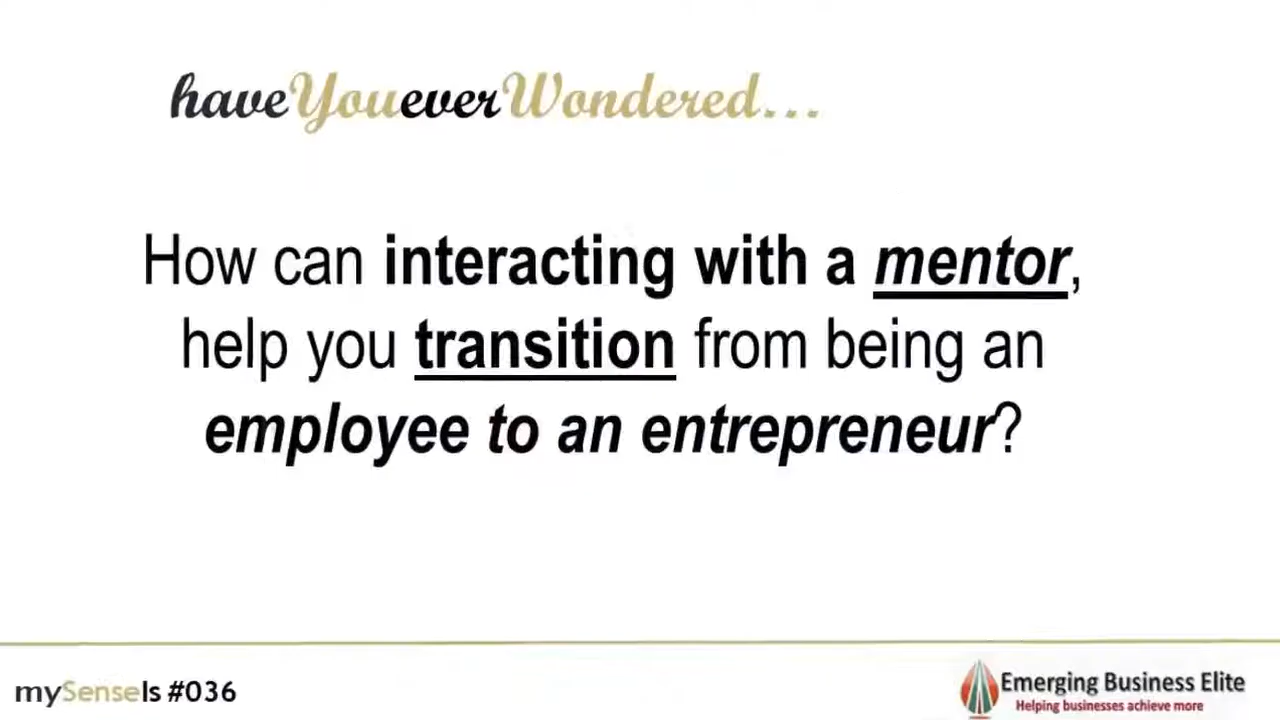 haveYoueverWondered...
How can interacting with a mentor,
help you transition from being an
employee to an entrepreneur?
mySenseIs #036
Emerging Business Elite
Helping businesses achieve more